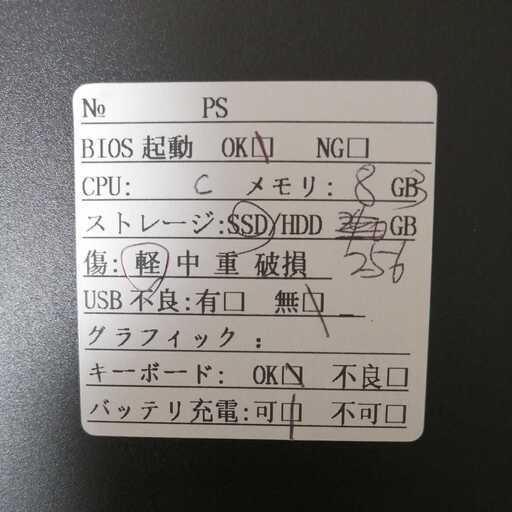 № PS
BIOS 起動 OK☑ NG□
CPU: C メモリ: 8 GB
ストレージ:SSD/HDD GB
256
傷: 軽 中 重 破損
USB 不良:有□ 無☑
グラフィック :
キーボード: OK☑ 不良□
バッテリ充電:可☑ 不可□